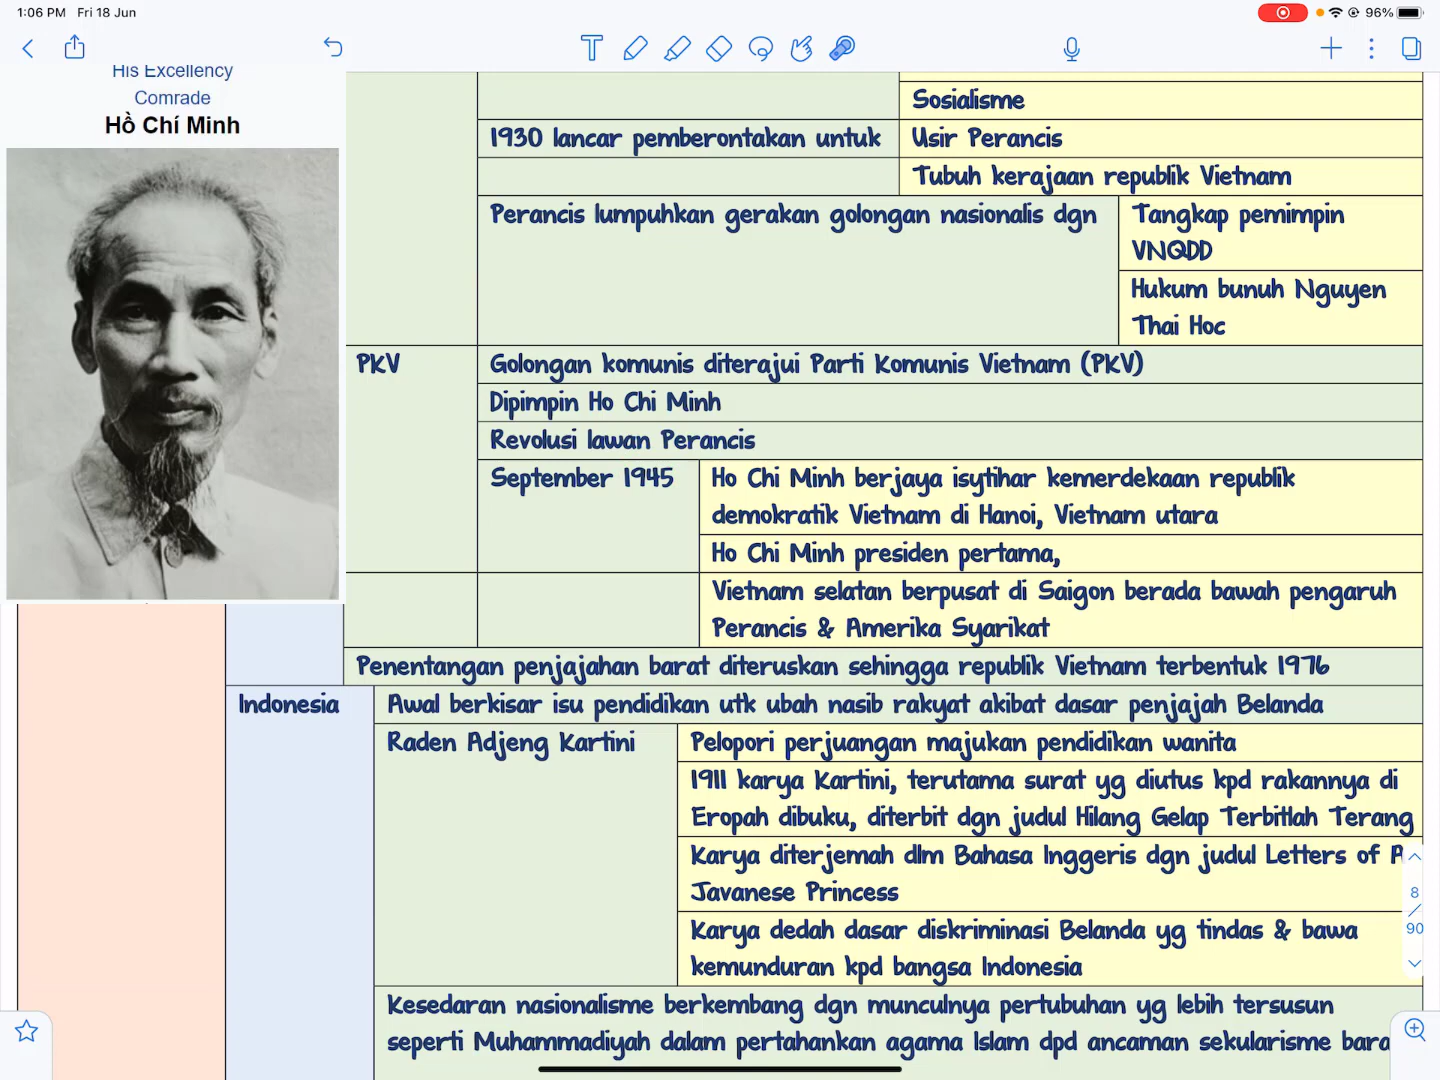 1:06 PM Fri 18 Jun
96%
His Excellency
Comrade
Hồ Chí Minh
Sosialisme
1930 lancar pemberontakan untuk
Usir Perancis
Tubuh kerajaan republik Vietnam
Perancis lumpuhkan gerakan golongan nasionalis dgn
Tangkap pemimpin
VNQDD
Hukum bunuh Nguyen
Thai Hoc
PKV
Golongan komunis diterajui Parti Komunis Vietnam (PKV)
Dipimpin Ho Chi Minh
Revolusi lawan Perancis
September 1945
Ho Chi Minh berjaya isytihar kemerdekaan republik
demokratik Vietnam di Hanoi, Vietnam utara
Ho Chi Minh presiden pertama,
Vietnam selatan berpusat di Saigon berada bawah pengaruh
Perancis & Amerika Syarikat
Penentangan penjajahan barat diteruskan sehingga republik Vietnam terbentuk 1976
Indonesia
Awal berkisar isu pendidikan utk ubah nasib rakyat akibat dasar penjajah Belanda
Raden Adjeng Kartini
Pelopori perjuangan majukan pendidikan wanita
1911 karya Kartini, terutama surat yg diutus kpd rakannya di
Eropah dibuku, diterbit dgn judul Hilang Gelap Terbitlah Terang
Karya diterjemah dlm Bahasa Inggeris dgn judul Letters of A
Javanese Princess
Karya dedah dasar diskriminasi Belanda yg tindas & bawa
kemunduran kpd bangsa Indonesia
Kesedaran nasionalisme berkembang dgn munculnya pertubuhan yg lebih tersusun
seperti Muhammadiyah dalam pertahankan agama Islam dpd ancaman sekularisme bara
8
90